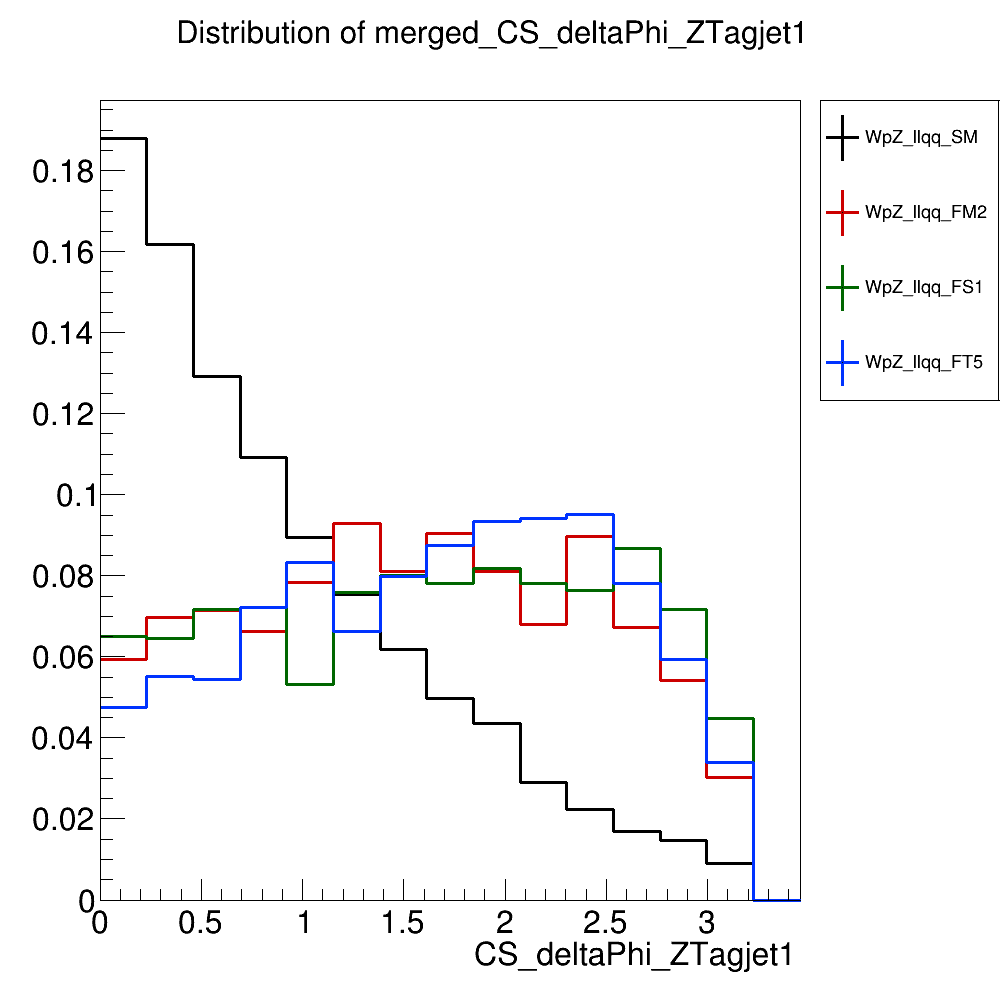 Distribution of merged_CS_deltaPhi_ZTagjet1
WpZ_llqq_SM
WpZ_llqq_FM2
WpZ_llqq_FS1
WpZ_llqq_FT5
0.18
0.16
0.14
0.12
0.1
0.08
0.06
0.04
0.02
0
0 0.5 1 1.5 2 2.5 3
CS_deltaPhi_ZTagjet1